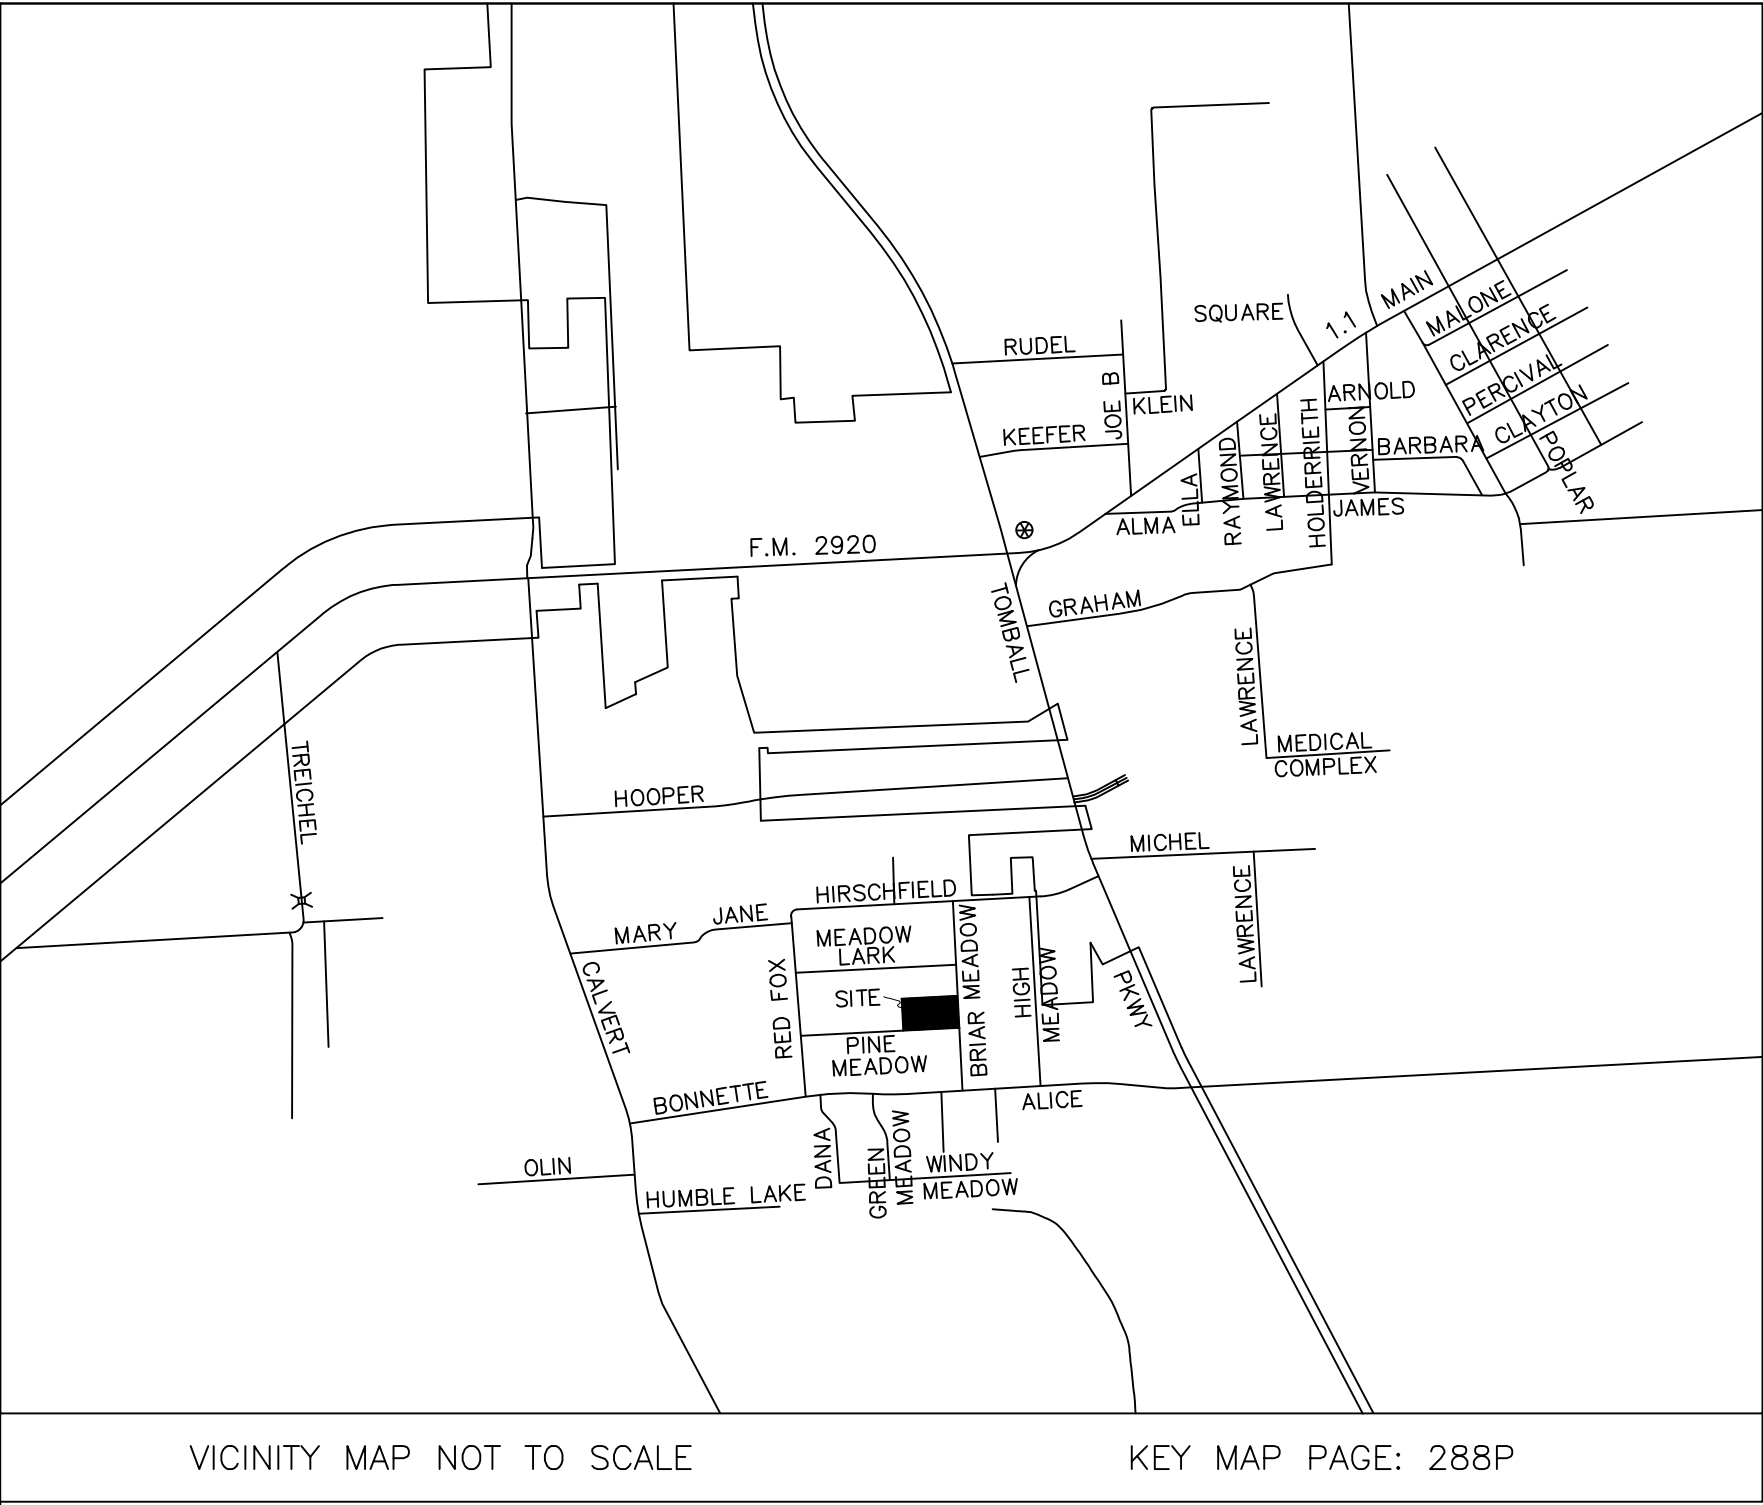 MAIN
1.1
SQUARE
MALONE
CLARENCE
PERCIVAL
CLAYTON
POPLAR
RUDEL
JOE B
KLEIN
KEEFER
ARNOLD
BARBARA
VERNON
HOLDERRIETH
LAWRENCE
RAYMOND
ELLA
ALMA
JAMES
F.M. 2920
TOMBALL
GRAHAM
LAWRENCE
MEDICAL
COMPLEX
TREICHEL
HOOPER
MICHEL
LAWRENCE
HIRSCHFIELD
MARY JANE
MEADOW
LARK
RED FOX
SITE
BRIAR MEADOW
HIGH
MEADOW
PKWY
CALVERT
PINE
MEADOW
BONNETTE
ALICE
DANA
GREEN
MEADOW
WINDY
MEADOW
OLIN
HUMBLE LAKE
VICINITY MAP NOT TO SCALE
KEY MAP PAGE: 288P